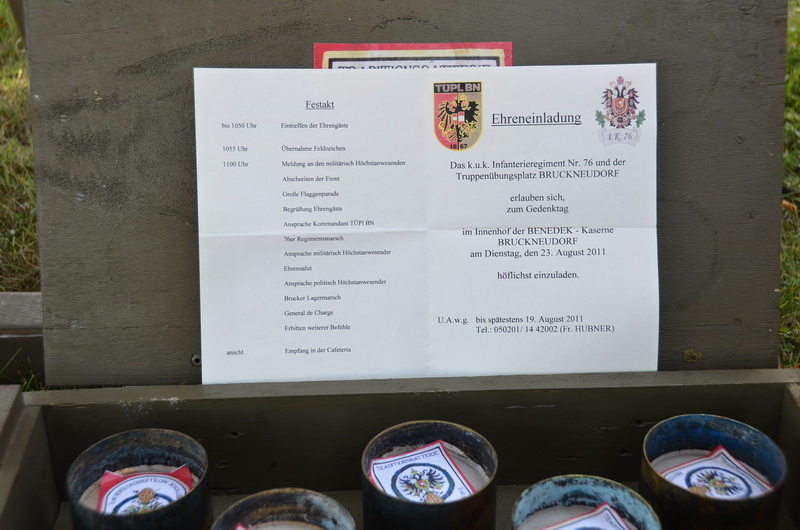 TRADITIONSBATTERIE
Festakt
bis 1050 Uhr Eintreffen der Ehrengäste
1055 Uhr Übernahme Feldzeichen
1100 Uhr Meldung an den militärisch Höchstanwesenden
Abschreiten der Front
Große Flaggenparade
Begrüßung Ehrengäste
Ansprache Kommandant TÜPl BN
76er Regimentsmarsch
Ansprache militärisch Höchstanwesender
Ehrensalut
Ansprache politisch Höchstanwesender
Brucker Lagermarsch
General de Charge
Erbitten weiterer Befehle
anschl. Empfang in der Cafeteria
TÜPL BN
1867
Ehreneinladung
I.R. 76
Das k.u.k. Infanterieregiment Nr. 76 und der
Truppenübungsplatz BRUCKNEUDORF
erlauben sich,
zum Gedenktag
im Innenhof der BENEDEK - Kaserne
BRUCKNEUDORF
am Dienstag, den 23. August 2011
höflichst einzuladen.
U.A.w.g. bis spätestens 19. August 2011
Tel.: 050201/ 14 42002 (Fr. HUBNER)
TRADITIONSBATTERIE